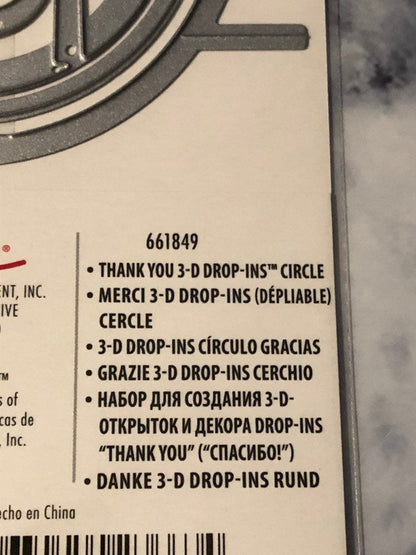 661849
• THANK YOU 3-D DROP-INS™ CIRCLE
• MERCI 3-D DROP-INS (DÉPLIABLE)
CERCLE
• 3-D DROP-INS CÍRCULO GRACIAS
• GRAZIE 3-D DROP-INS CERCHIO
• НАБОР ДЛЯ СОЗДАНИЯ 3-D-
ОТКРЫТОК И ДЕКОРА DROP-INS
“THANK YOU” (“СПАСИБО!”)
• DANKE 3-D DROP-INS RUND
®
ENT, INC.
IVE
™
s of
cas de
, Inc.
echo en China